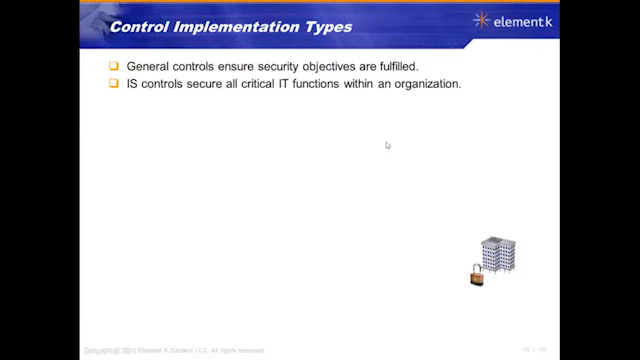 Control Implementation Types
element k
General controls ensure security objectives are fulfilled.
IS controls secure all critical IT functions within an organization.
Copyright © 2010 Element K Content LLC. All rights reserved.